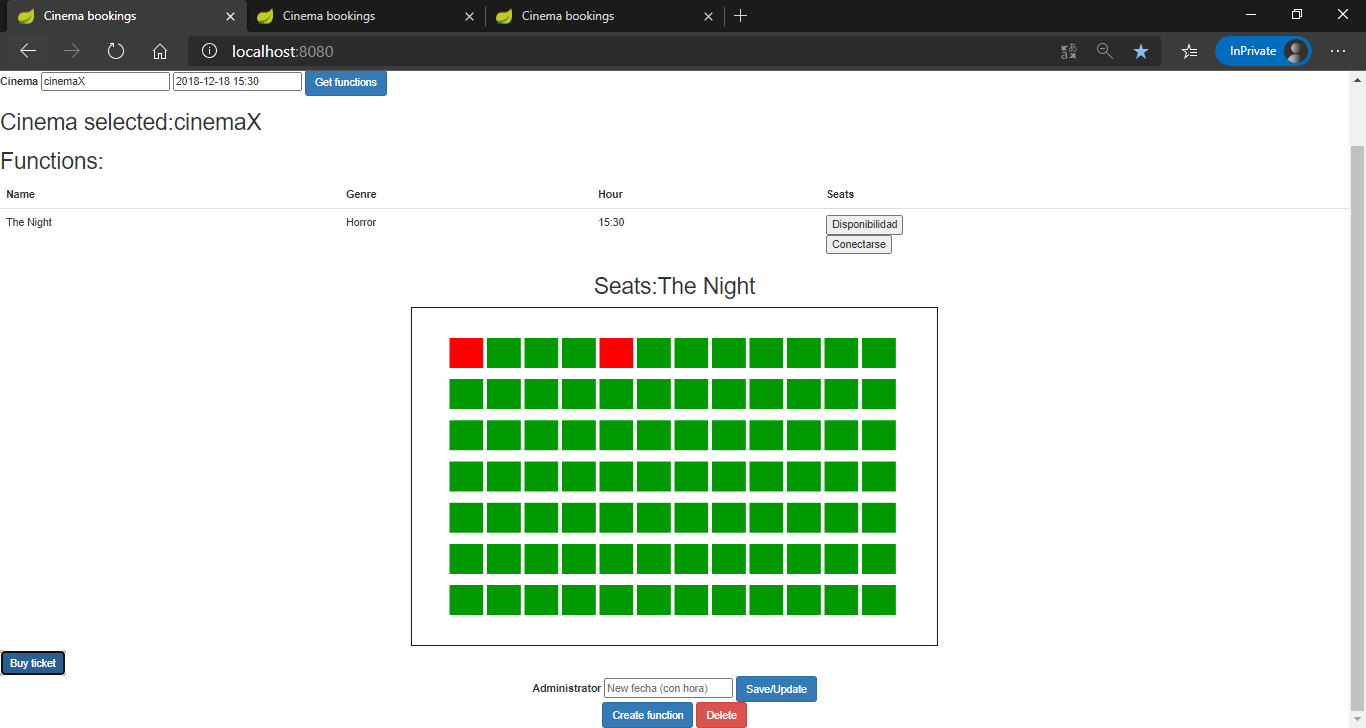 Cinema bookings Cinema bookings Cinema bookings
localhost:8080 InPrivate
Cinema cinemaX 2018-12-18 15:30 Get functions
Cinema selected:cinemaX
Functions:
Name Genre Hour Seats
The Night Horror 15:30 Disponibilidad
Conectarse
Seats:The Night
Buy ticket
Administrator New fecha (con hora) Save/Update
Create function Delete